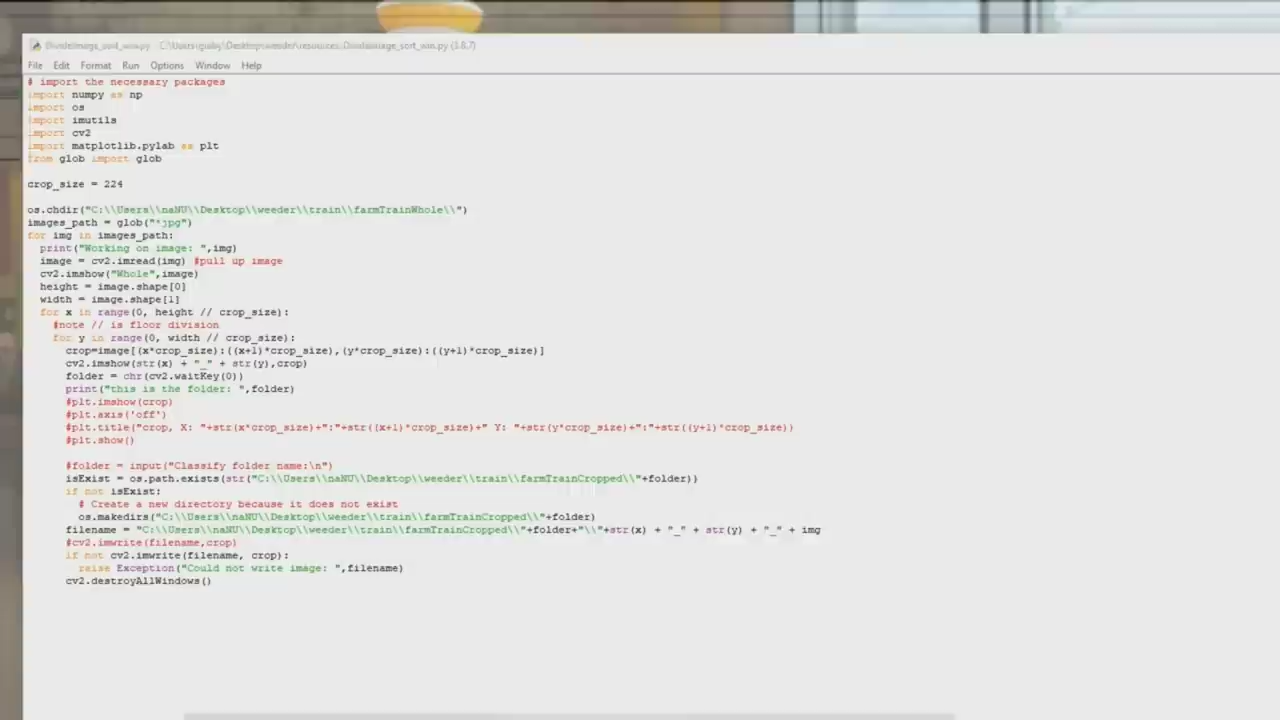 DivideImage_sort_win.py
File Edit Format Run Options Window Help
# import the necessary packages
import numpy as np
import os
import imutils
import cv2
import matplotlib.pylab as plt
from glob import glob
crop_size = 224
os.chdir("C:\\Users\\naNU\\Desktop\\weeder\\train\\farmTrainWhole\\")
images_path = glob("*jpg")
for img in images_path:
print("Working on image: ",img)
image = cv2.imread(img) #pull up image
cv2.imshow("Whole",image)
height = image.shape[0]
width = image.shape[1]
for x in range(0, height // crop_size):
#note // is floor division
for y in range(0, width // crop_size):
crop=image[(x*crop_size):((x+1)*crop_size),(y*crop_size):((y+1)*crop_size)]
cv2.imshow(str(x) + "_" + str(y),crop)
folder = chr(cv2.waitKey(0))
print("this is the folder: ",folder)
#plt.imshow(crop)
#plt.axis('off')
#plt.title("crop, X: "+str(x*crop_size)+":"+str((x+1)*crop_size)+" Y: "+str(y*crop_size)+":"+str((y+1)*crop_size))
#plt.show()
#folder = input("Classify folder name:\n")
isExist = os.path.exists(str("C:\\Users\\naNU\\Desktop\\weeder\\train\\farmTrainCropped\\"+folder))
if not isExist:
# Create a new directory because it does not exist
os.makedirs("C:\\Users\\naNU\\Desktop\\weeder\\train\\farmTrainCropped\\"+folder)
filename = "C:\\Users\\naNU\\Desktop\\weeder\\train\\farmTrainCropped\\"+folder+"\\"+str(x) + "_" + str(y) + "_" + img
#cv2.imwrite(filename,crop)
if not cv2.imwrite(filename, crop):
raise Exception("Could not write image: ",filename)
cv2.destroyAllWindows()